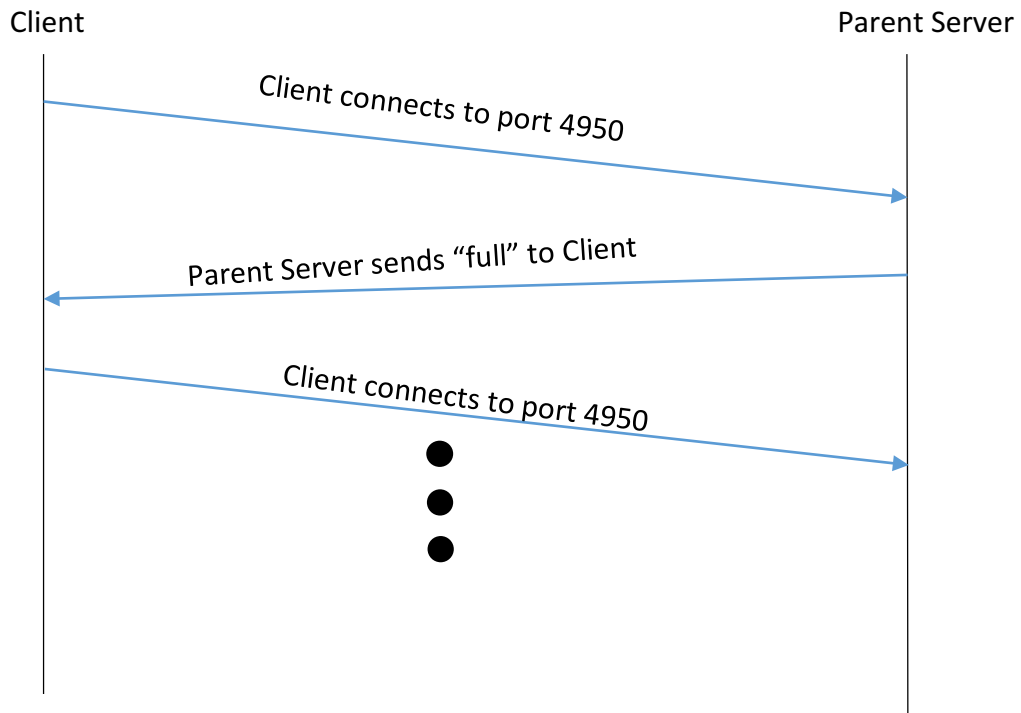 Client
Parent Server
Client connects to port 4950
Parent Server sends “full” to Client
Client connects to port 4950